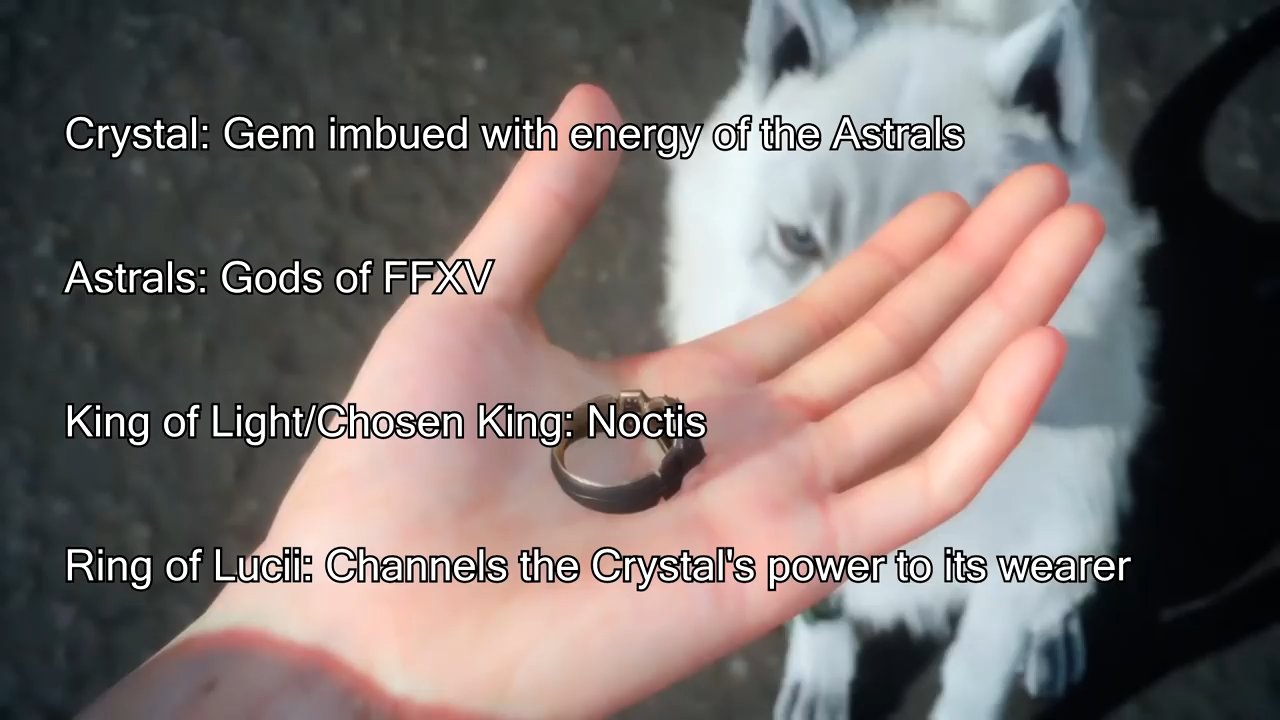 Crystal: Gem imbued with energy of the Astrals
Astrals: Gods of FFXV
King of Light/Chosen King: Noctis
Ring of Lucii: Channels the Crystal's power to its wearer